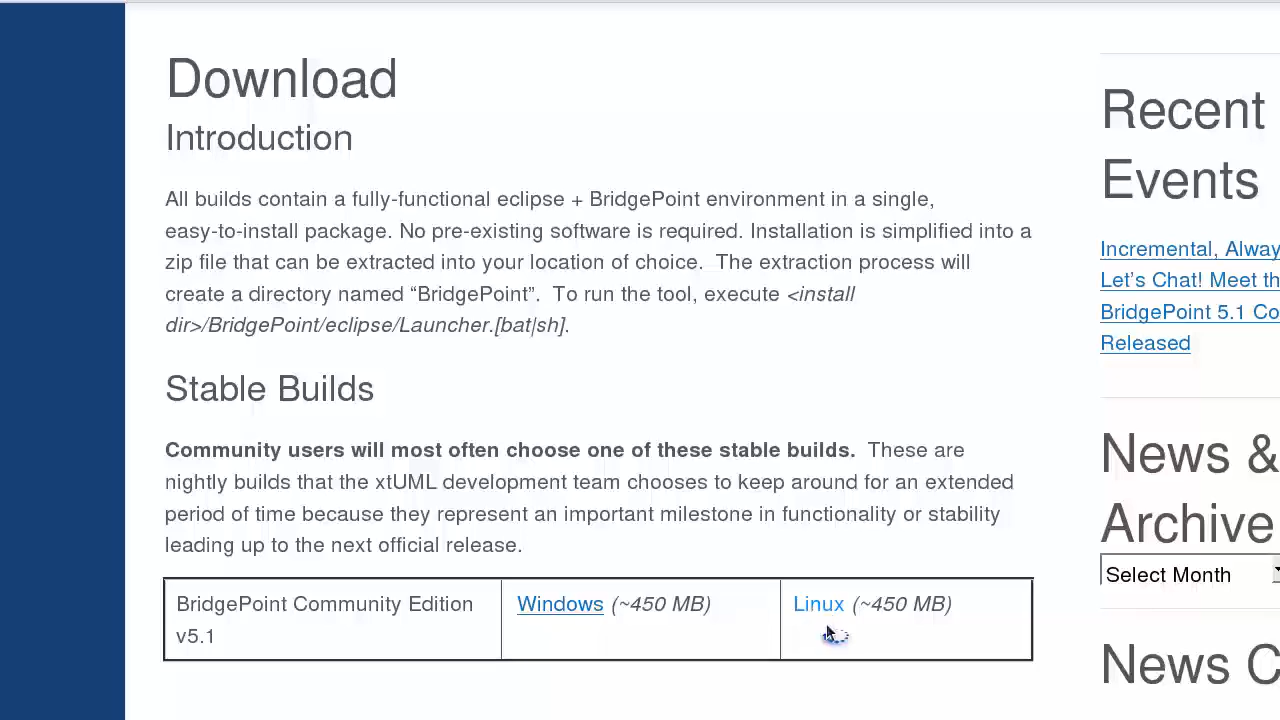 Download
Introduction
All builds contain a fully-functional eclipse + BridgePoint environment in a single,
easy-to-install package. No pre-existing software is required. Installation is simplified into a
zip file that can be extracted into your location of choice.  The extraction process will
create a directory named “BridgePoint”.  To run the tool, execute <install
dir>/BridgePoint/eclipse/Launcher.[bat|sh].
Stable Builds
Community users will most often choose one of these stable builds.  These are
nightly builds that the xtUML development team chooses to keep around for an extended
period of time because they represent an important milestone in functionality or stability
leading up to the next official release.
BridgePoint Community Edition
v5.1
Windows (~450 MB)
Linux (~450 MB)
Recent
Events
Incremental, Alway
Let’s Chat! Meet th
BridgePoint 5.1 Co
Released
News &
Archive
Select Month
News C